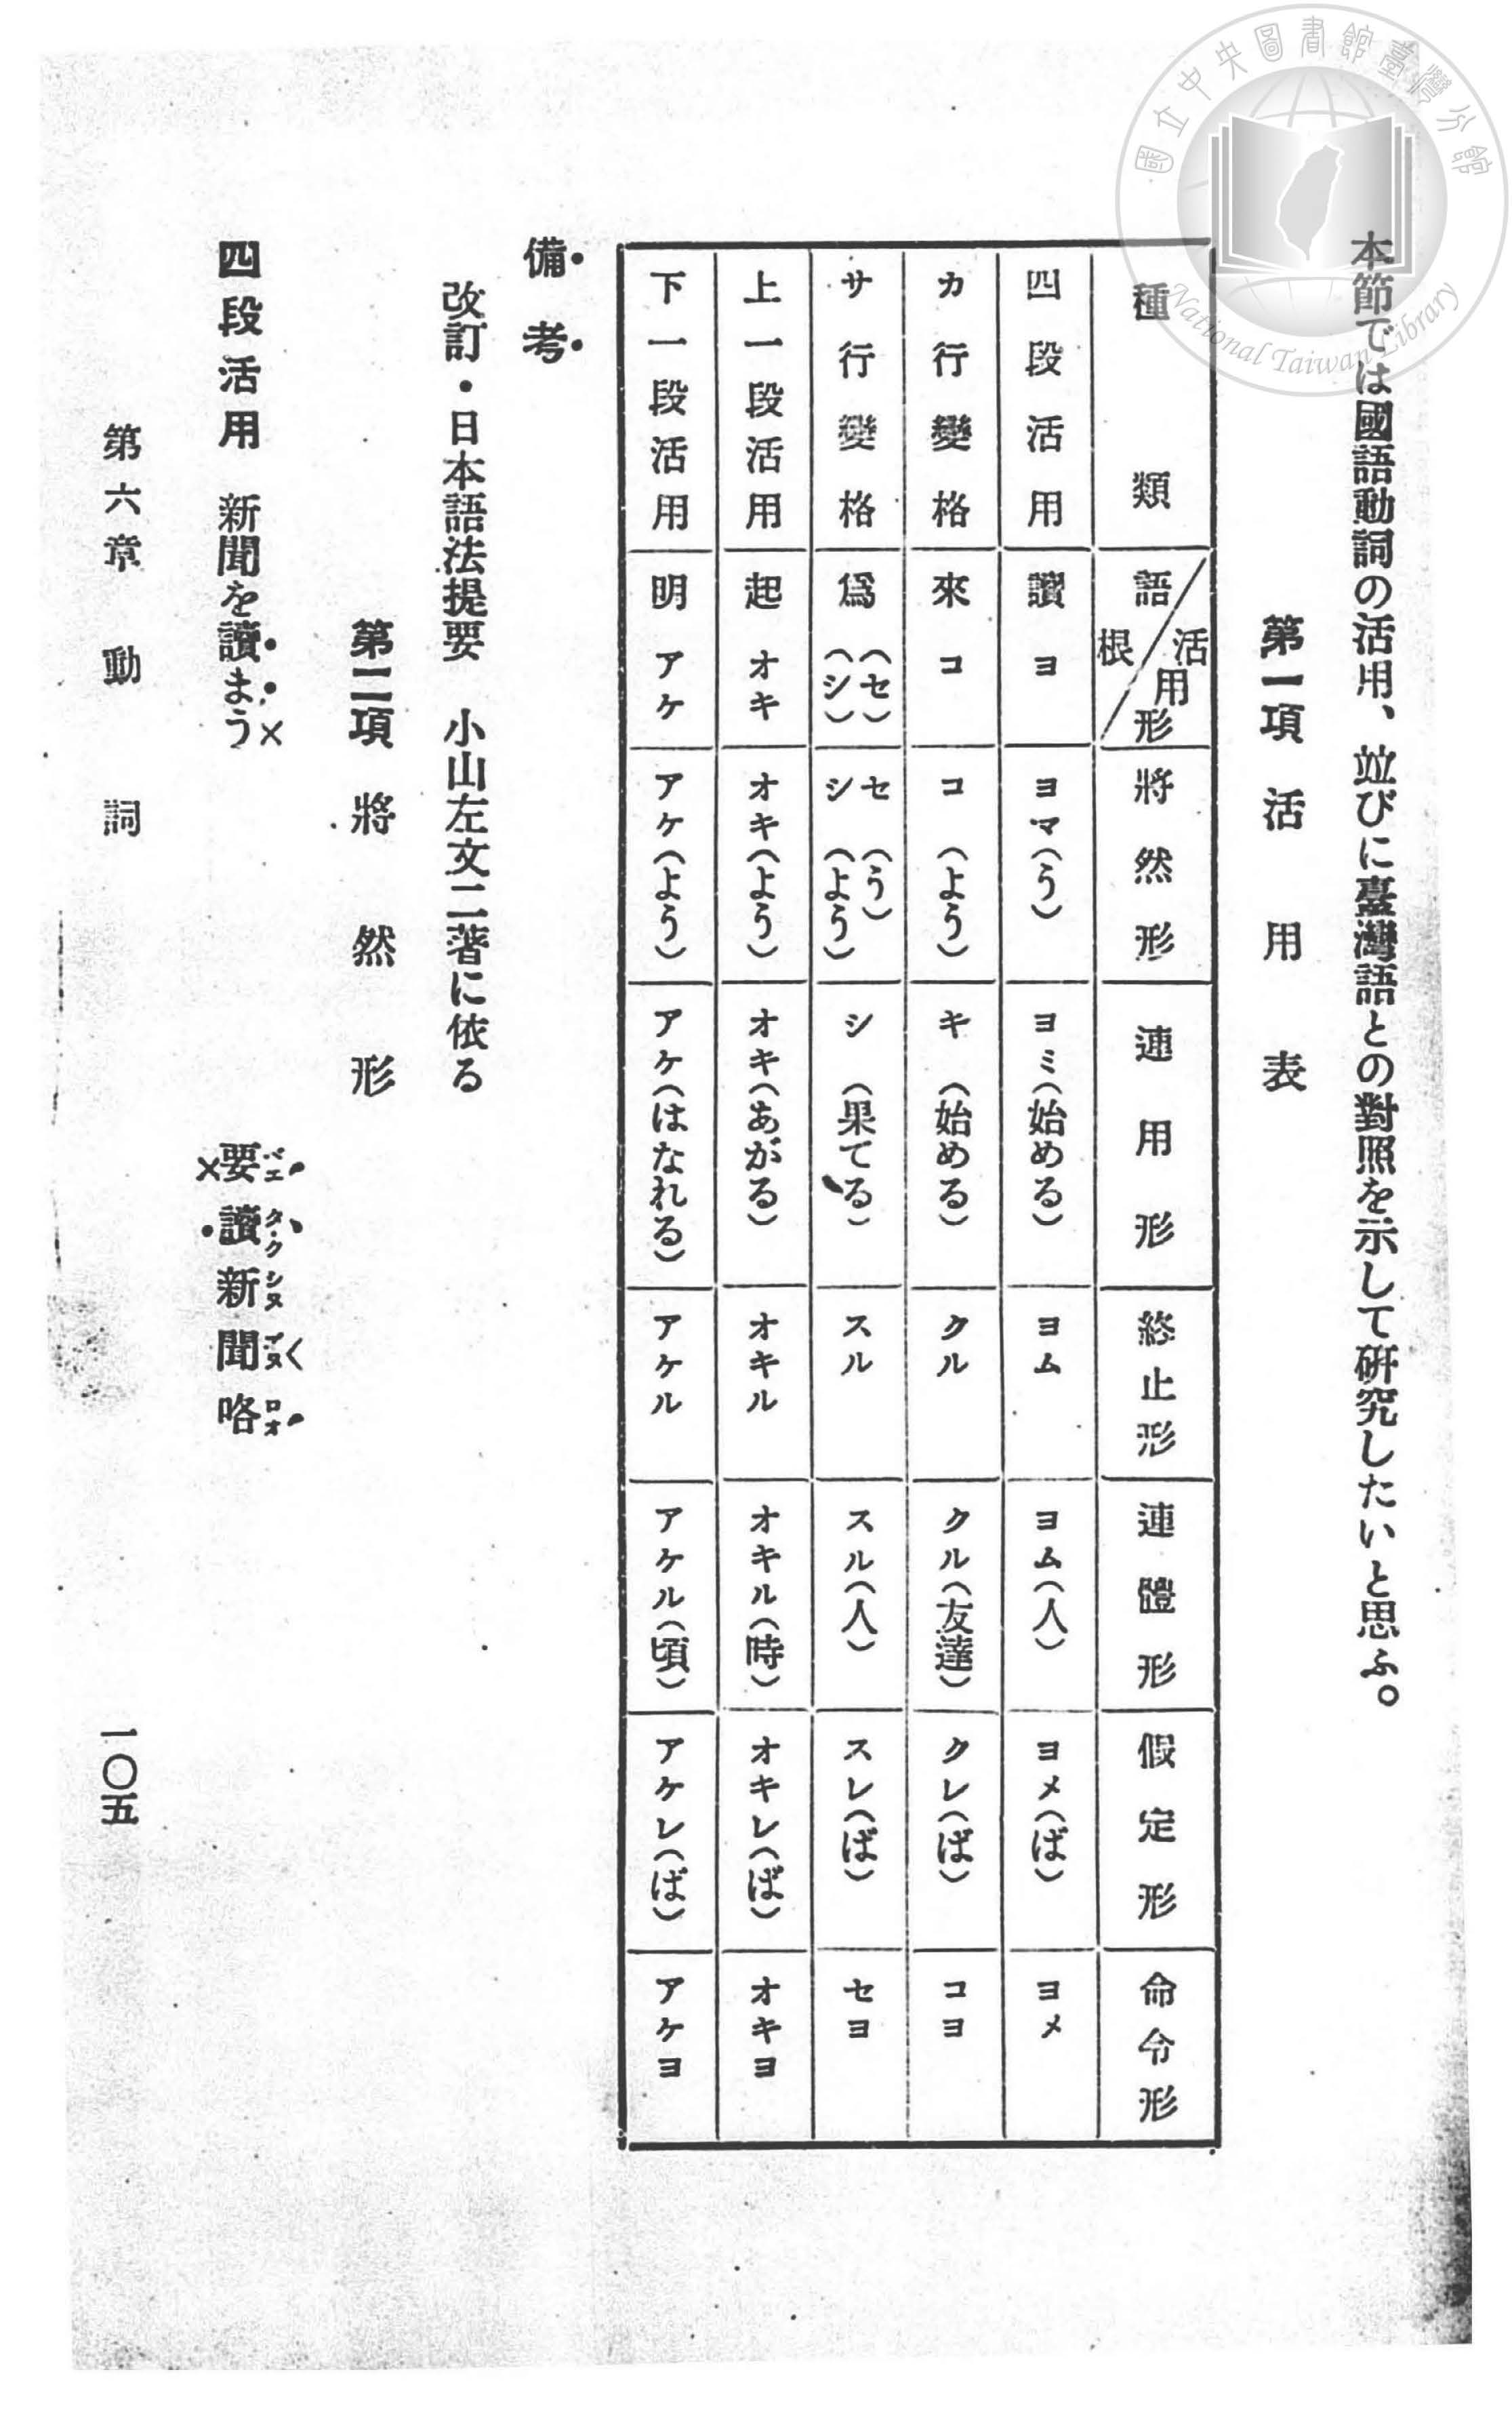 本節では國語動詞の活用、竝びに臺灣語との對照を示して硏究したいと思ふ。
第一項 活用表
種類 語根/活用形 將然形 連用形 終止形 連體形 假定形 命令形
四段活用 讀 ヨ ヨマ(う) ヨミ(始める) ヨム ヨム(人) ヨメ(ば) ヨメ
カ行變格 來 コ コ(よう) キ(始める) クル クル(友達) クレ(ば) コヨ
サ行變格 爲 (セ)(シ) セ(う) シ(よう) シ(果てる) スル スル(人) スレ(ば) セヨ
上一段活用 起 オキ オキ(よう) オキ(あがる) オキル オキル(時) オキレ(ば) オキヨ
下一段活用 明 アケ アケ(よう) アケ(はなれる) アケル アケル(頃) アケレ(ば) アケヨ
備考
改訂・日本語法提要 小山左文二著に依る
第二項 將然形
四段活用 新聞を讀まう× ×要讀新聞咯
第六章 動詞
一〇五
國立中央圖書館臺灣分館
National Taiwan Library